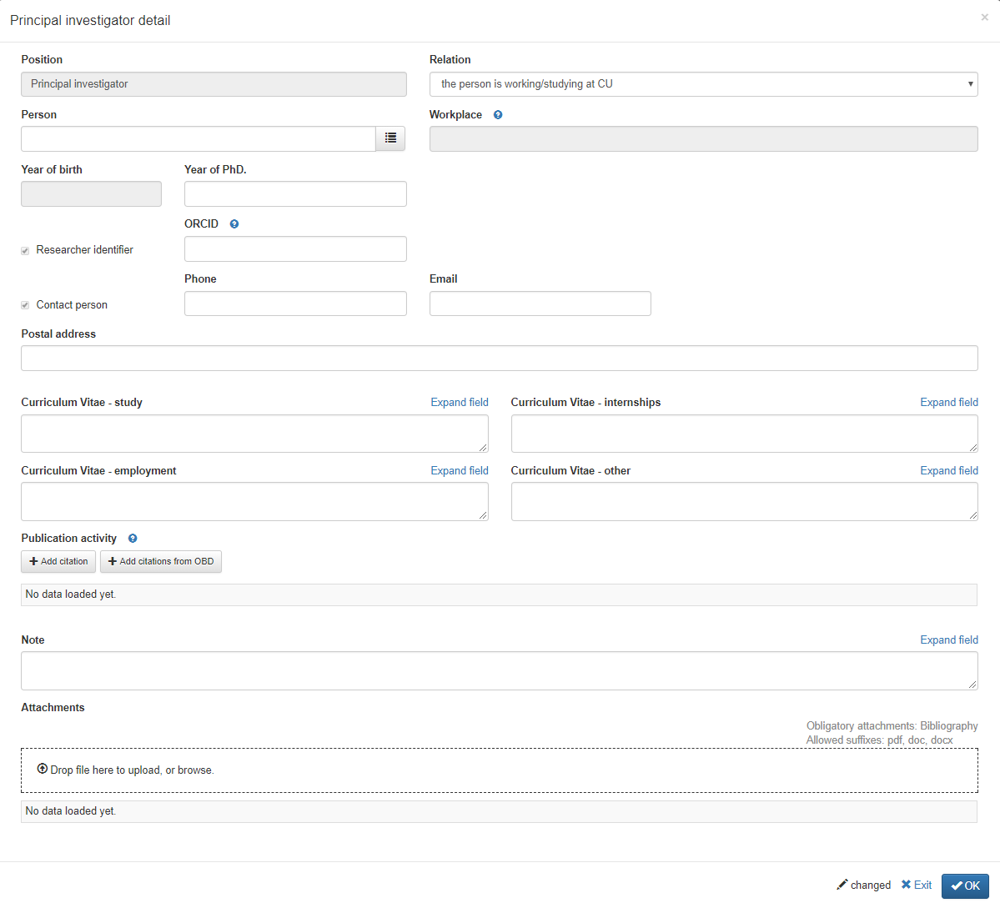 Principal investigator detail
×
Position
Relation
Principal investigator
the person is working/studying at CU
Person
Workplace
Year of birth
Year of PhD.
ORCID
Researcher identifier
Phone
Email
Contact person
Postal address
Curriculum Vitae - study
Expand field
Curriculum Vitae - internships
Expand field
Curriculum Vitae - employment
Expand field
Curriculum Vitae - other
Expand field
Publication activity
Add citation
Add citations from OBD
No data loaded yet.
Note
Expand field
Attachments
Obligatory attachments: Bibliography
Allowed suffixes: pdf, doc, docx
Drop file here to upload, or browse.
No data loaded yet.
changed
Exit
OK